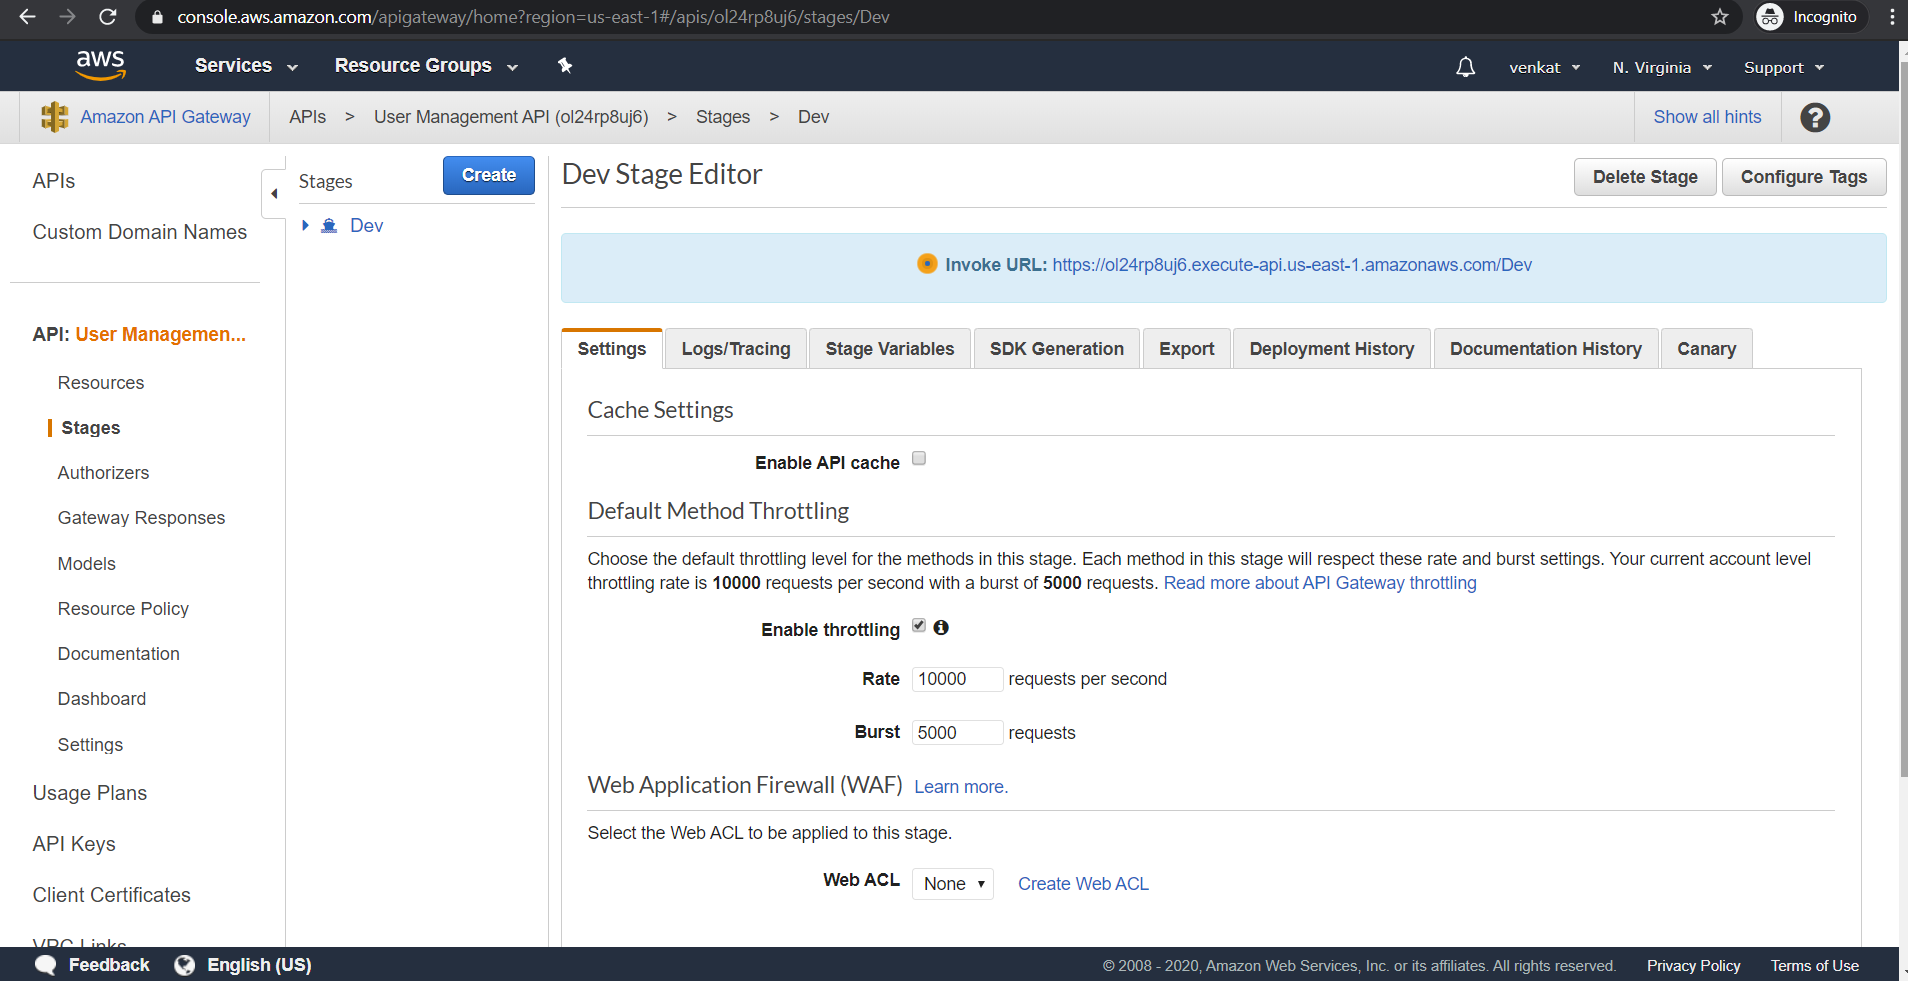 console.aws.amazon.com/apigateway/home?region=us-east-1#/apis/ol24rp8uj6/stages/Dev
Incognito
aws
Services
Resource Groups
venkat
N. Virginia
Support
Amazon API Gateway
APIs > User Management API (ol24rp8uj6) > Stages > Dev
Show all hints
?
APIs
Custom Domain Names
API: User Managemen...
Resources
Stages
Authorizers
Gateway Responses
Models
Resource Policy
Documentation
Dashboard
Settings
Usage Plans
API Keys
Client Certificates
VPC Links
Stages
Create
Dev
Dev Stage Editor
Delete Stage
Configure Tags
Invoke URL: https://ol24rp8uj6.execute-api.us-east-1.amazonaws.com/Dev
Settings
Logs/Tracing
Stage Variables
SDK Generation
Export
Deployment History
Documentation History
Canary
Cache Settings
Enable API cache
Default Method Throttling
Choose the default throttling level for the methods in this stage. Each method in this stage will respect these rate and burst settings. Your current account level
throttling rate is 10000 requests per second with a burst of 5000 requests. Read more about API Gateway throttling
Enable throttling
Rate 10000 requests per second
Burst 5000 requests
Web Application Firewall (WAF) Learn more.
Select the Web ACL to be applied to this stage.
Web ACL None Create Web ACL
Feedback
English (US)
© 2008 - 2020, Amazon Web Services, Inc. or its affiliates. All rights reserved.
Privacy Policy
Terms of Use